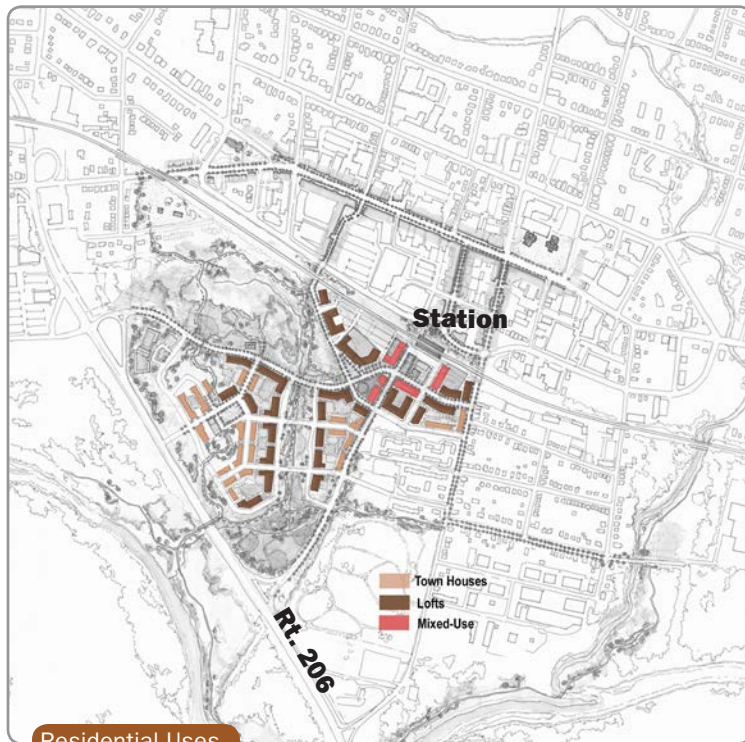 Station
Town Houses
Lofts
Mixed-Use
Rt. 206
Residential Uses